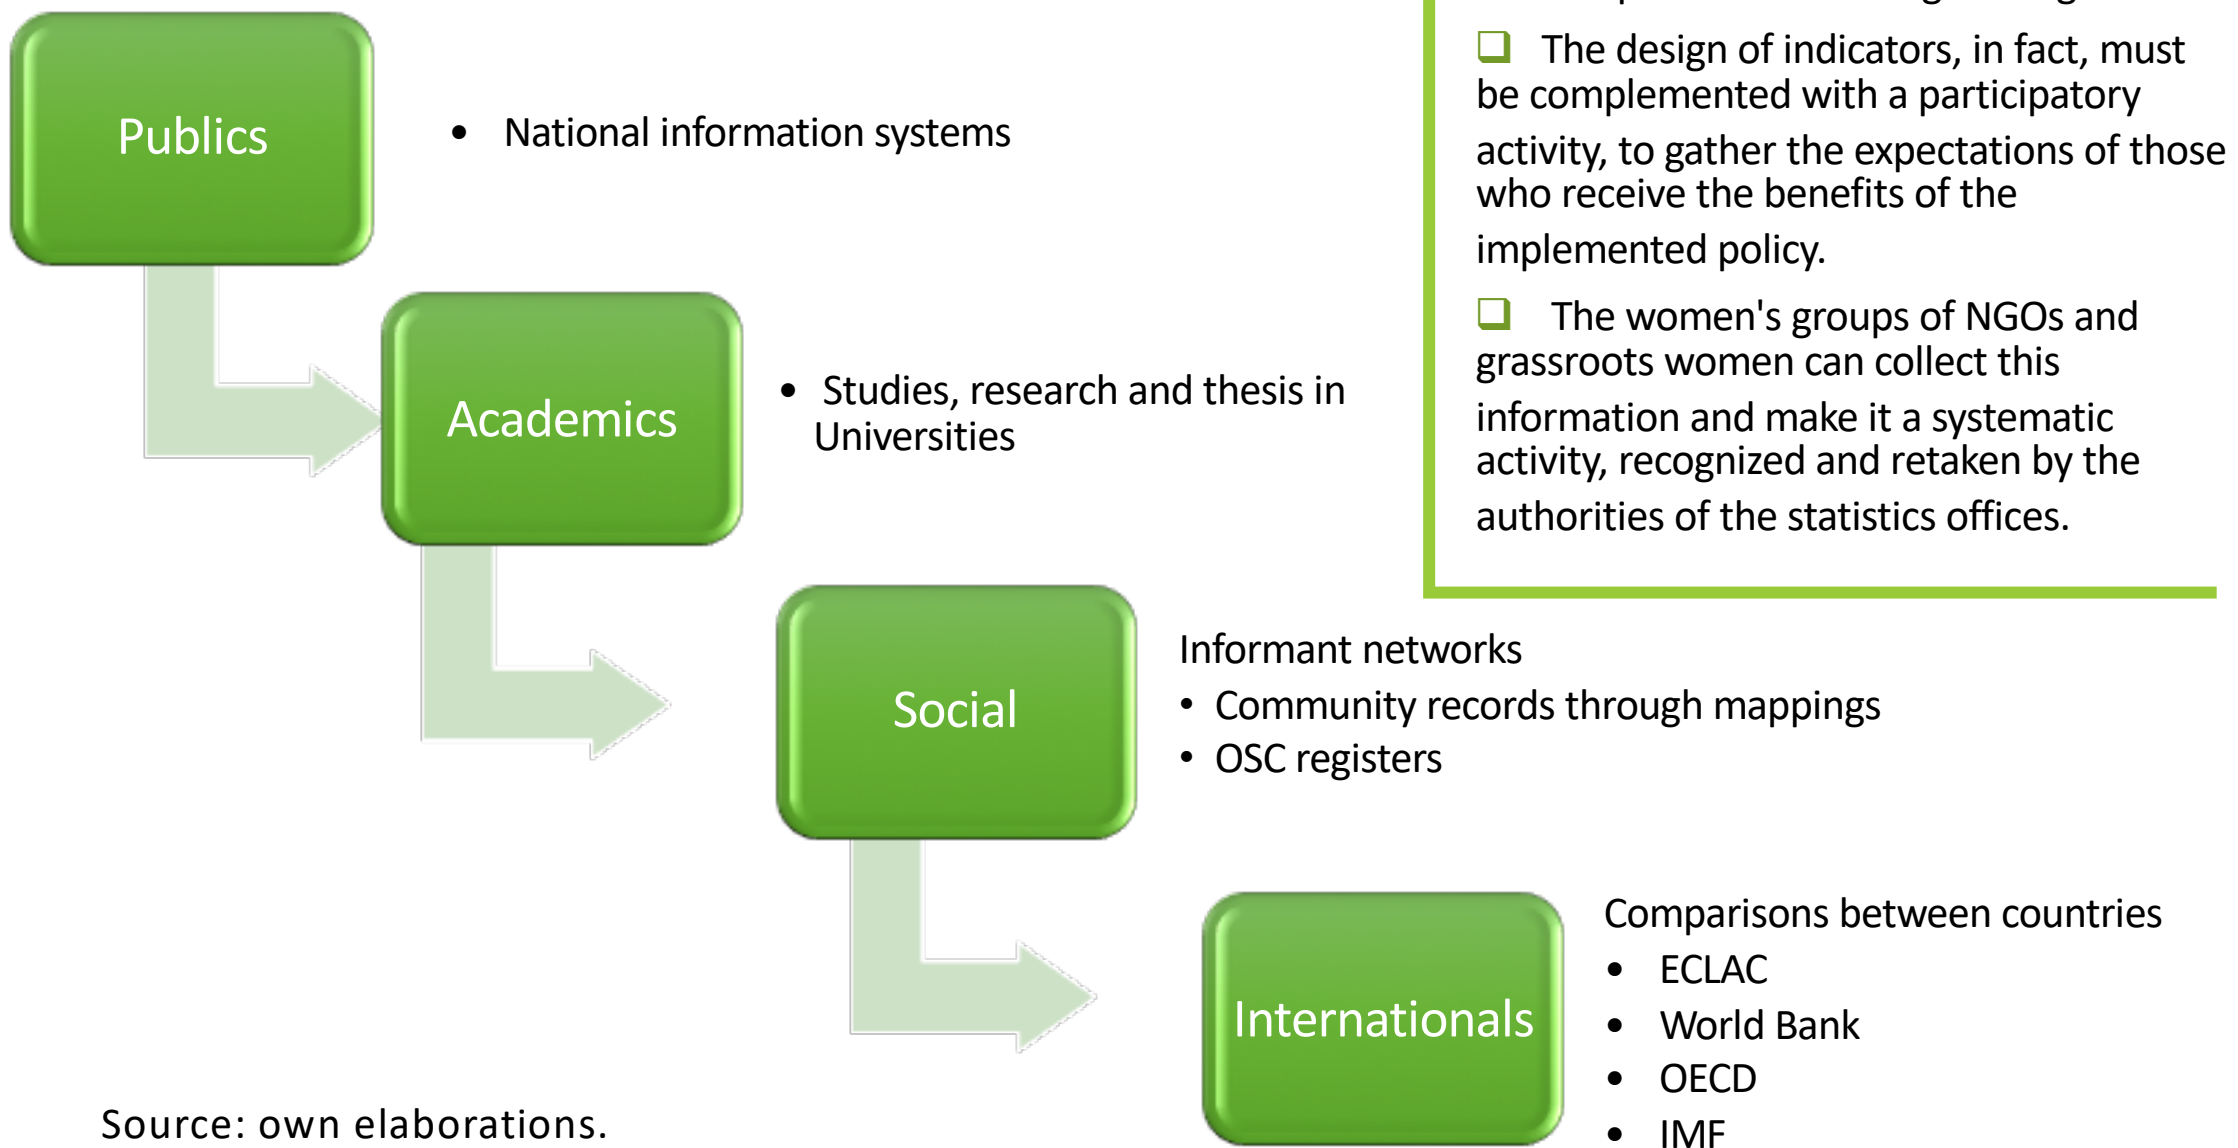 Publics
• National information systems
Academics
• Studies, research and thesis in
Universities
Social
Informant networks
• Community records through mappings
• OSC registers
Internationals
Comparisons between countries
• ECLAC
• World Bank
• OECD
• IMF
❑ The design of indicators, in fact, must
be complemented with a participatory
activity, to gather the expectations of those
who receive the benefits of the
implemented policy.
❑ The women's groups of NGOs and
grassroots women can collect this
information and make it a systematic
activity, recognized and retaken by the
authorities of the statistics offices.
Source: own elaborations.